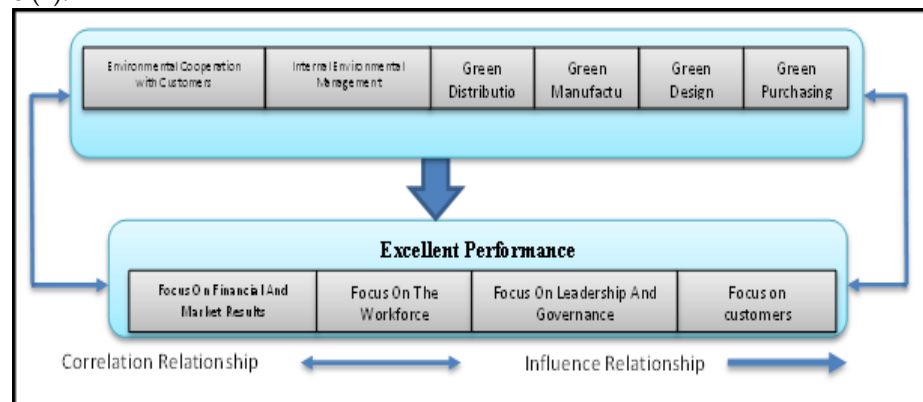 Environmental Cooperation
with Customers
Internal Environmental
Management
Green
Distributio
Green
Manufactu
Green
Design
Green
Purchasing
Excellent Performance
Focus On Financial And
Market Results
Focus On The
Workforce
Focus On Leadership And
Governance
Focus on
customers
Correlation Relationship
Influence Relationship